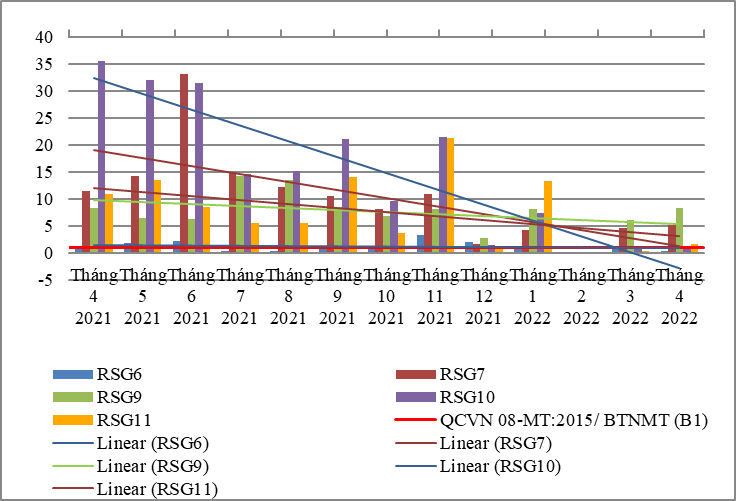 40
35
30
25
20
15
10
5
0
-5
Tháng Tháng Tháng Tháng Tháng Tháng Tháng Tháng Tháng Tháng Tháng Tháng Tháng
4 5 6 7 8 9 10 11 12 1 2 3 4
2021 2021 2021 2021 2021 2021 2021 2021 2021 2022 2022 2022 2022
RSG6 RSG7
RSG9 RSG10
RSG11 QCVN 08-MT:2015/ BTNMT (B1)
Linear (RSG6) Linear (RSG7)
Linear (RSG9) Linear (RSG10)
Linear (RSG11)